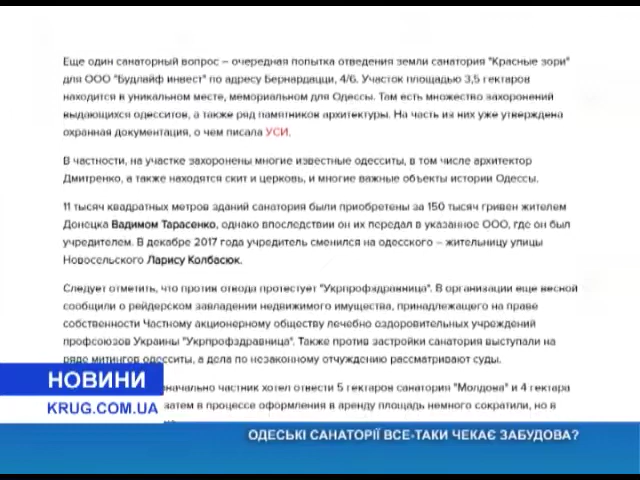 Еще один санаторный вопрос – очередная попытка отведения земли санатория "Красные зори"
для ООО "Будлайф инвест" по адресу Бернардацци, 4/6. Участок площадью 3,5 гектаров
находится в уникальном месте, мемориальном для Одессы. Там есть множество захоронений
выдающихся одесситов, а также ряд памятников архитектуры. На часть из них уже утверждена
охранная документация, о чем писала УСИ.
В частности, на участке захоронены многие известные одесситы, в том числе архитектор
Дмитренко, а также находятся скит и церковь, и многие важные объекты истории Одессы.
11 тысяч квадратных метров зданий санатория были приобретены за 150 тысяч гривен жителем
Донецка Вадимом Тарасенко, однако впоследствии он их передал в указанное ООО, где он был
учредителем. В декабре 2017 года учредитель сменился на одесского – жительницу улицы
Новосельского Ларису Колбасюк.
Следует отметить, что против отвода протестует "Укрпрофздравница". В организации еще весной
сообщили о рейдерском завладении недвижимого имущества, принадлежащего на праве
собственности Частному акционерному обществу лечебно оздоровительных учреждений
профсоюзов Украины "Укрпрофздравница". Также против застройки санатория выступали на
ряде митингов одесситы, а дела по незаконному отчуждению рассматривают суды.
начально частник хотел отвести 5 гектаров санатория "Молдова" и 4 гектара
затем в процессе оформления в аренду площадь немного сократили, но я
НОВИНИ
KRUG.COM.UA
ОДЕСЬКІ САНАТОРІЇ ВСЕ-ТАКИ ЧЕКАЄ ЗАБУДОВА?